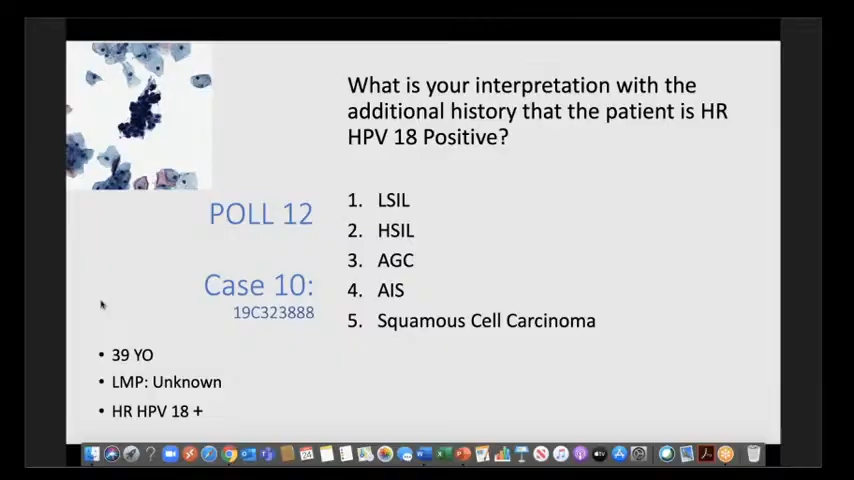 What is your interpretation with the
additional history that the patient is HR
HPV 18 Positive?
POLL 12
1. LSIL
2. HSIL
3. AGC
4. AIS
5. Squamous Cell Carcinoma
Case 10:
19C323888
• 39 YO
• LMP: Unknown
• HR HPV 18 +